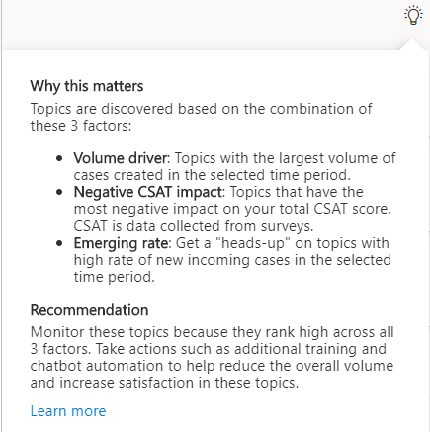 Why this matters
Topics are discovered based on the combination of
these 3 factors:
• Volume driver: Topics with the largest volume of
cases created in the selected time period.
• Negative CSAT impact: Topics that have the
most negative impact on your total CSAT score.
CSAT is data collected from surveys.
• Emerging rate: Get a "heads-up" on topics with
high rate of new incoming cases in the selected
time period.
Recommendation
Monitor these topics because they rank high across all
3 factors. Take actions such as additional training and
chatbot automation to help reduce the overall volume
and increase satisfaction in these topics.
Learn more